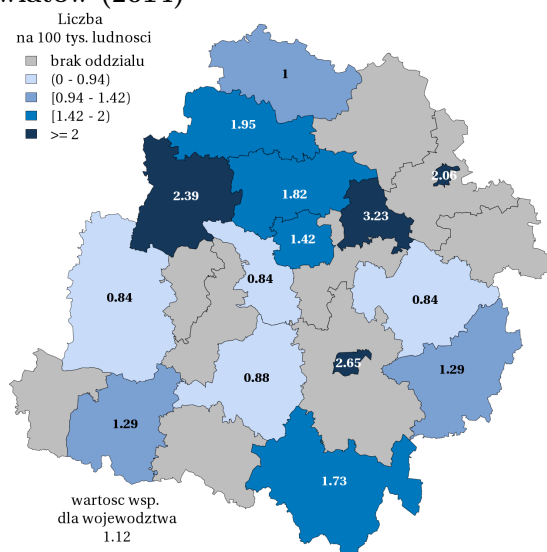 (2014)
Liczba
na 100 tys. ludnosci
brak oddzialu
(0 - 0.94)
[0.94 - 1.42)
[1.42 - 2)
>= 2
1
1.95
2.06
2.39
1.82
3.23
1.42
0.84
0.84
0.84
2.65
1.29
0.88
1.29
1.73
wartosc wsp.
dla wojewodztwa
1.12